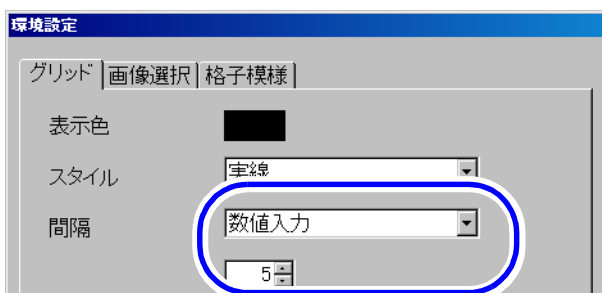 環境設定
グリッド 画像選択 格子模様
表示色
スタイル 実線
間隔 数値入力
5